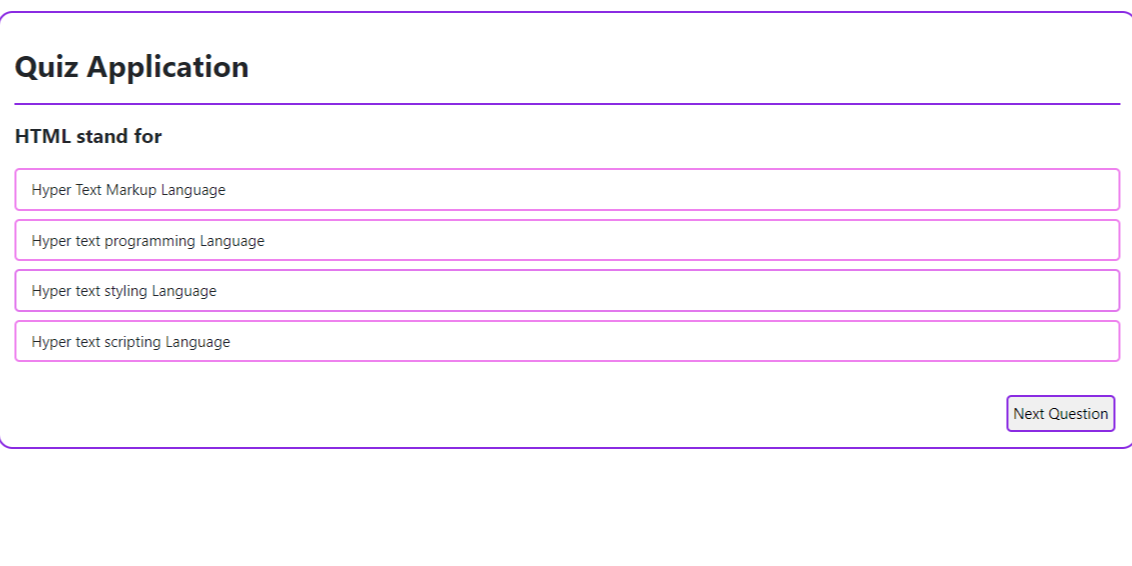 Quiz Application
HTML stand for
Hyper Text Markup Language
Hyper text programming Language
Hyper text styling Language
Hyper text scripting Language
Next Question